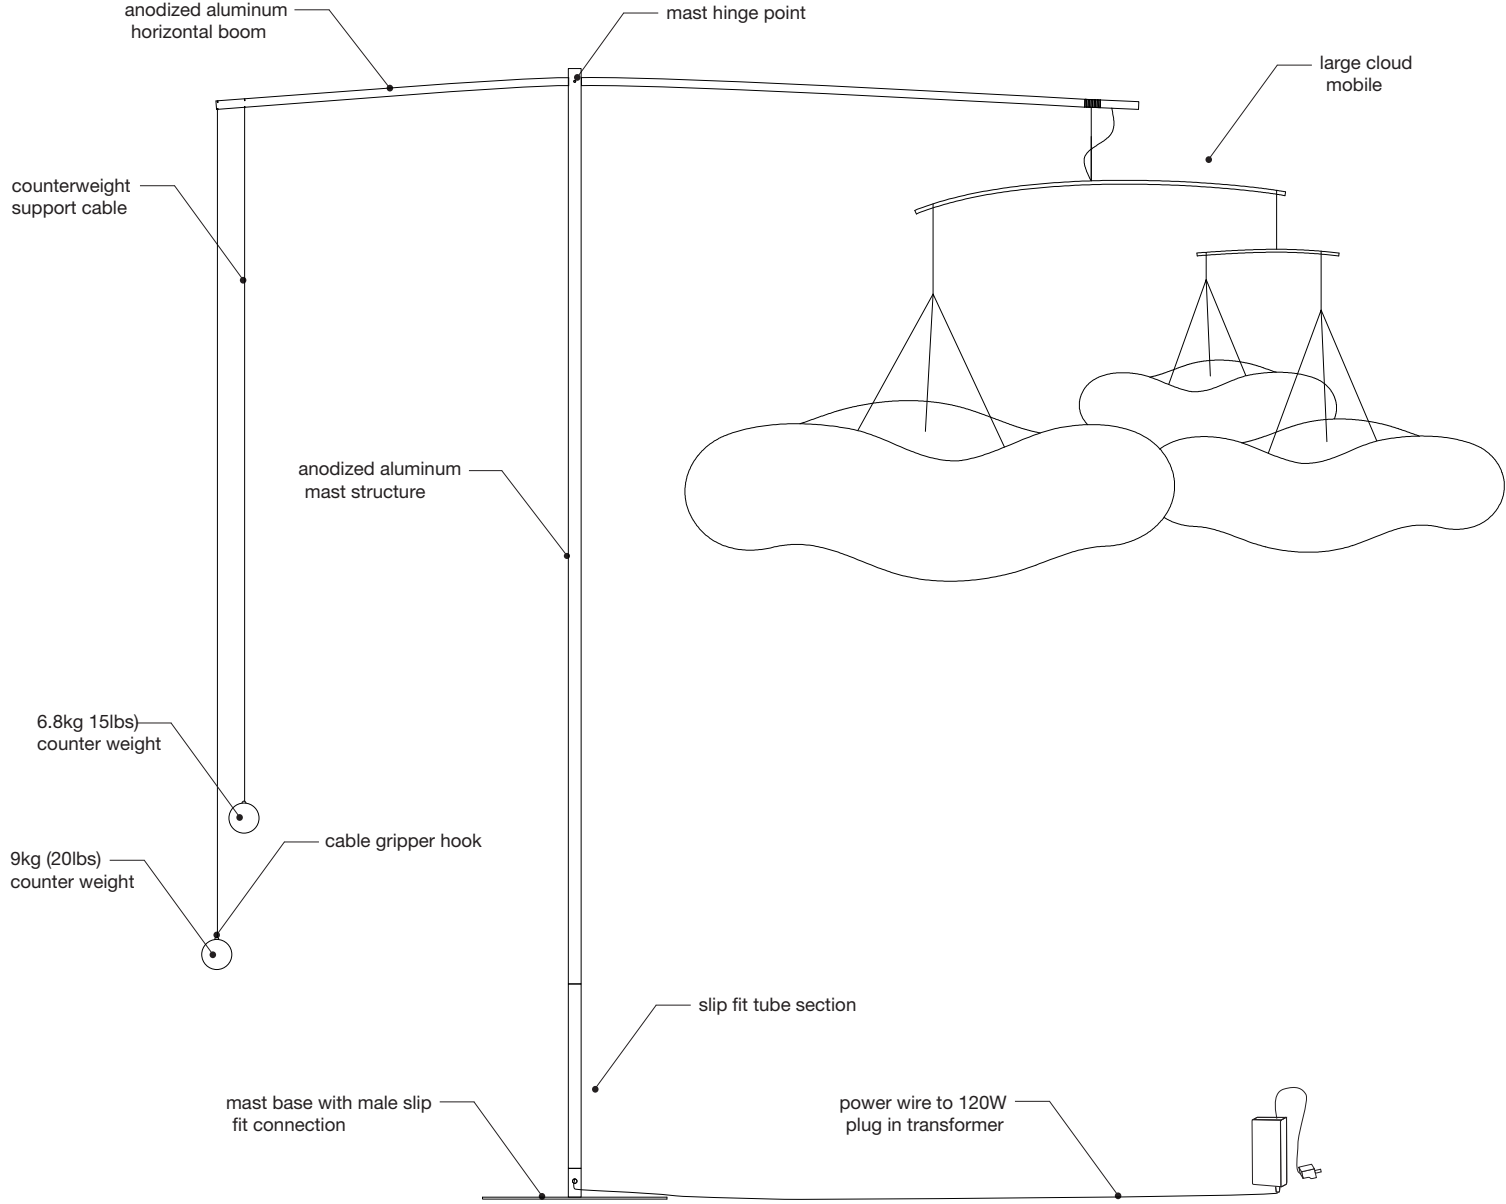 anodized aluminum
horizontal boom
mast hinge point
large cloud
mobile
counterweight
support cable
anodized aluminum
mast structure
6.8kg 15lbs)
counter weight
cable gripper hook
9kg (20lbs)
counter weight
slip fit tube section
mast base with male slip
fit connection
power wire to 120W
plug in transformer